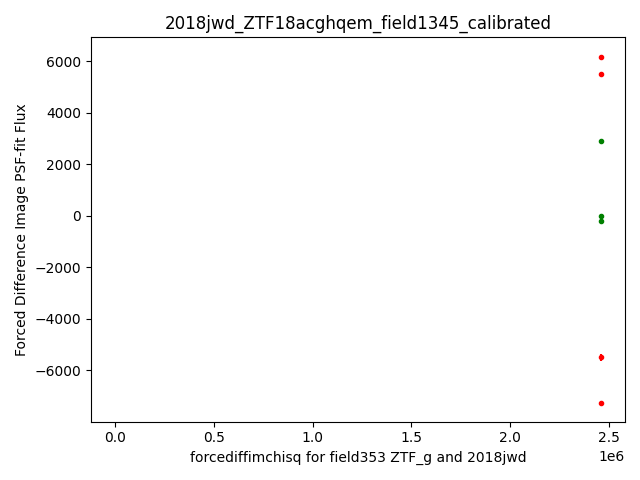 2018jwd_ZTF18acghqem_field1345_calibrated
Forced Difference Image PSF-fit Flux
6000
4000
2000
0
−2000
−4000
−6000
0.0 0.5 1.0 1.5 2.0 2.5
1e6
forcediffimchisq for field353 ZTF_g and 2018jwd